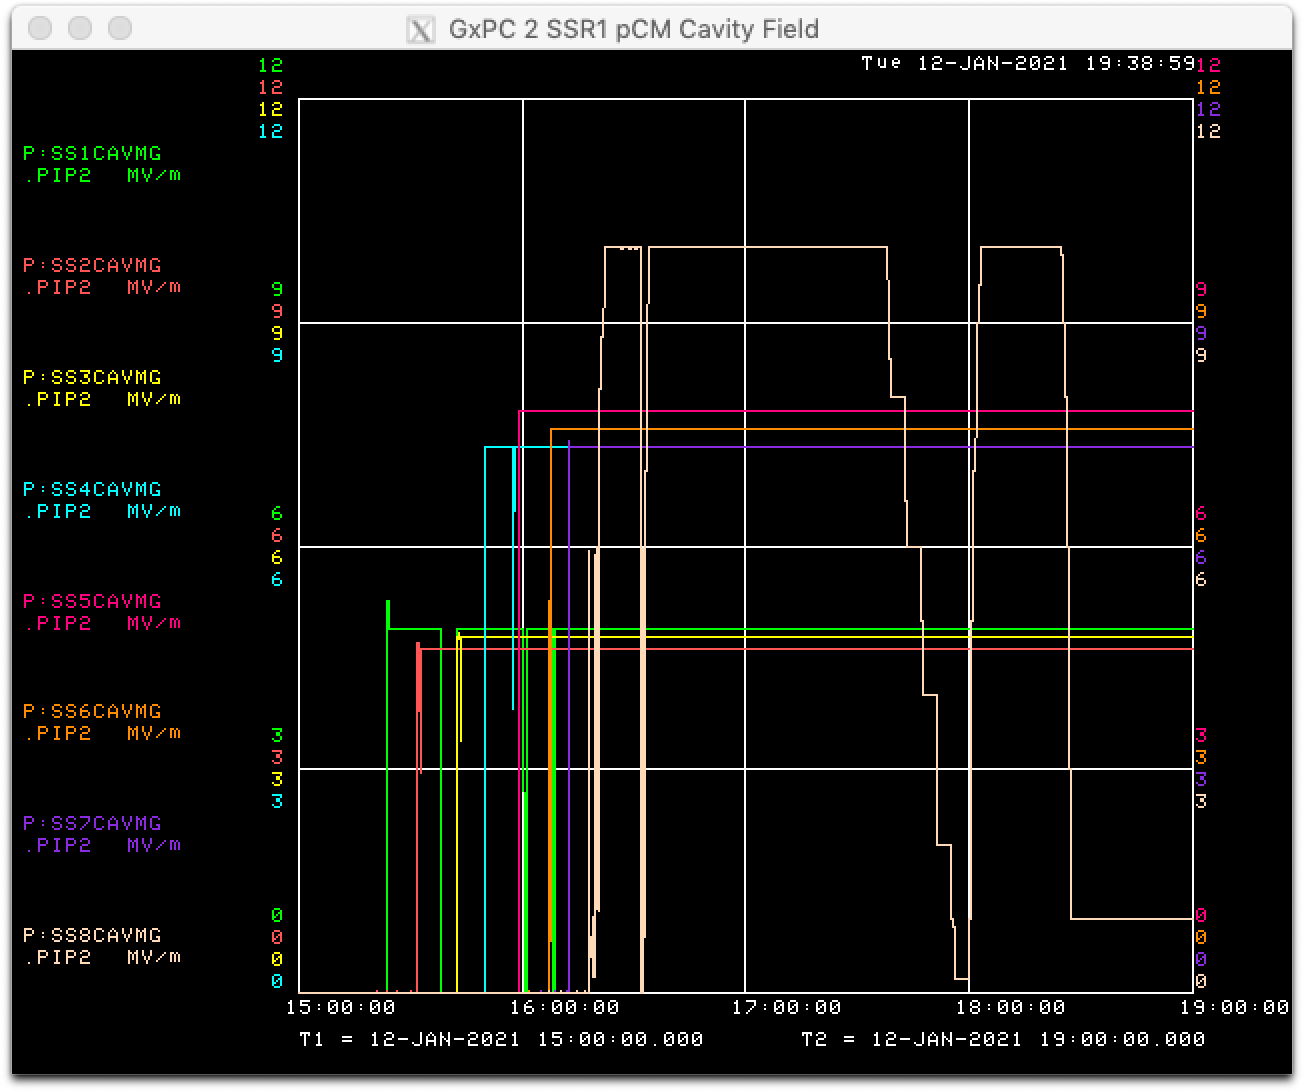 GxPC 2 SSR1 pCM Cavity Field
Tue 12-JAN-2021 19:38:59
12 12
12 12
12 12
12 12
P:SS1CAVMG
.PIP2 MV/m
P:SS2CAVMG
.PIP2 MV/m
9 9
9 9
9 9
9 9
P:SS3CAVMG
.PIP2 MV/m
P:SS4CAVMG
.PIP2 MV/m
6 6
6 6
6 6
6 6
P:SS5CAVMG
.PIP2 MV/m
P:SS6CAVMG
.PIP2 MV/m
3 3
3 3
3 3
3 3
P:SS7CAVMG
.PIP2 MV/m
P:SS8CAVMG
.PIP2 MV/m
0 0
0 0
0 0
0 0
15:00:00 16:00:00 17:00:00 18:00:00 19:00:00
T1 = 12-JAN-2021 15:00:00.000 T2 = 12-JAN-2021 19:00:00.000